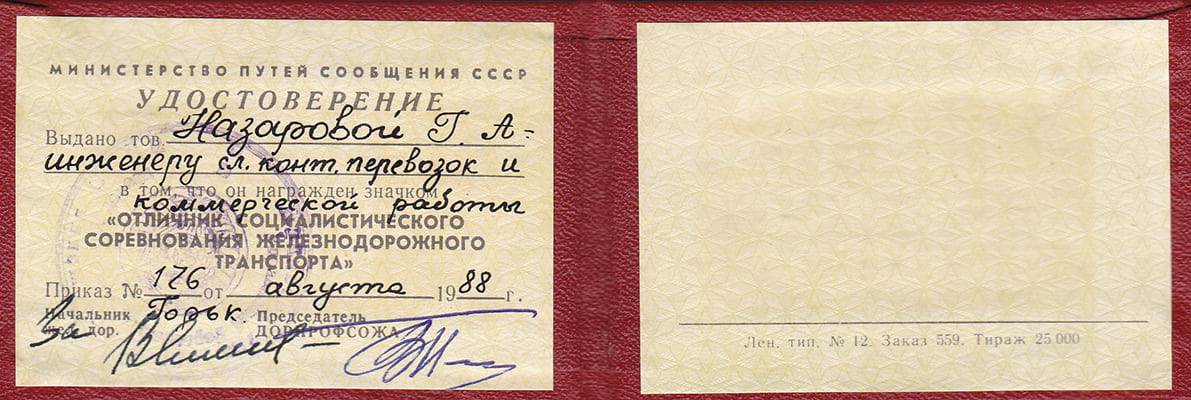 МИНИСТЕРСТВО ПУТЕЙ СООБЩЕНИЯ СССР
УДОСТОВЕРЕНИЕ
Выдано тов. Назаровой Г. А-
инженеру сл. конт. перевозок и
в том, что он награжден значком
коммерческой работы
«ОТЛИЧНИК СОЦИАЛИСТИЧЕСКОГО
СОРЕВНОВАНИЯ ЖЕЛЕЗНОДОРОЖНОГО
ТРАНСПОРТА»
Приказ № 176 от августа 1988 г.
Начальник Горьк. Председатель
За жел. дор. ДОРПРОФСОЖА
Лен. тип. № 12. Заказ 559. Тираж 25 000